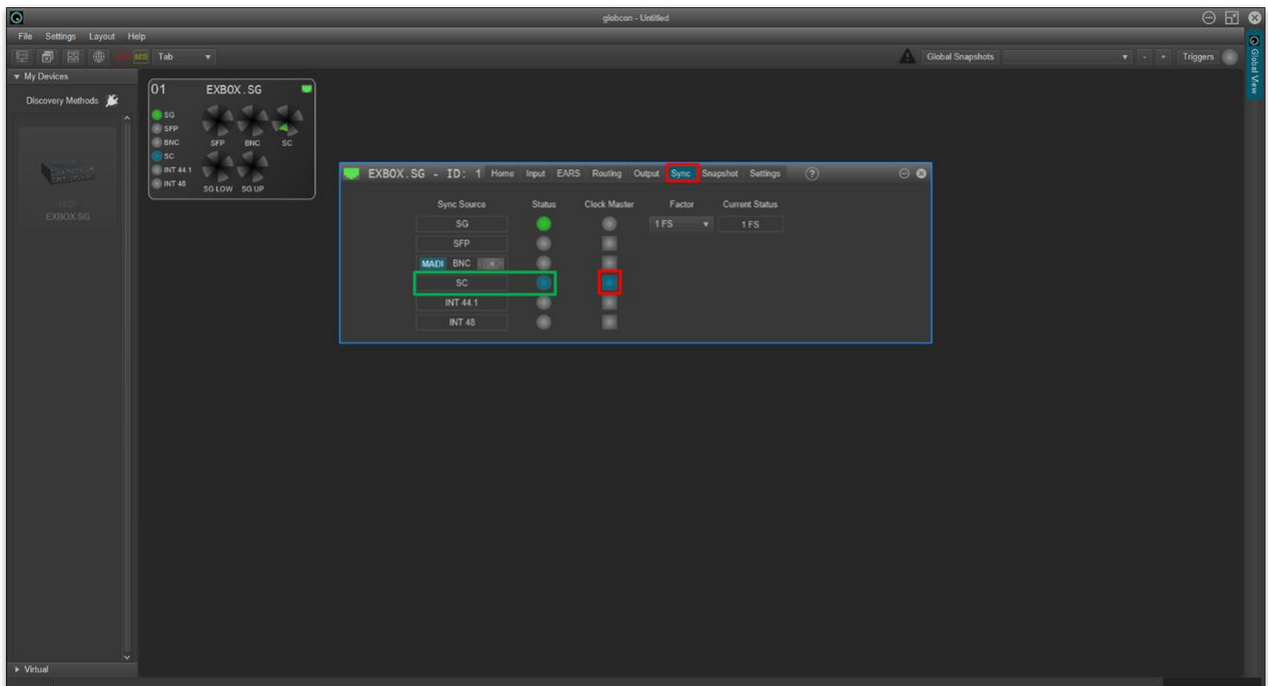 globcon - Untitled
File Settings Layout Help
MS Tab
Global Snapshots - + Triggers
Global View
My Devices
Discovery Methods
EXBOX.SG
01 EXBOX.SG
SG
SFP
BNC
SC
INT 44.1
INT 48
SFP BNC SC
SG LOW SG UP
EXBOX.SG - ID: 1 Home Input EARS Routing Output Sync Snapshot Settings ?
Sync Source Status Clock Master Factor Current Status
SG 1 FS 1 FS
SFP
MADI BNC
SC
INT 44.1
INT 48
Virtual